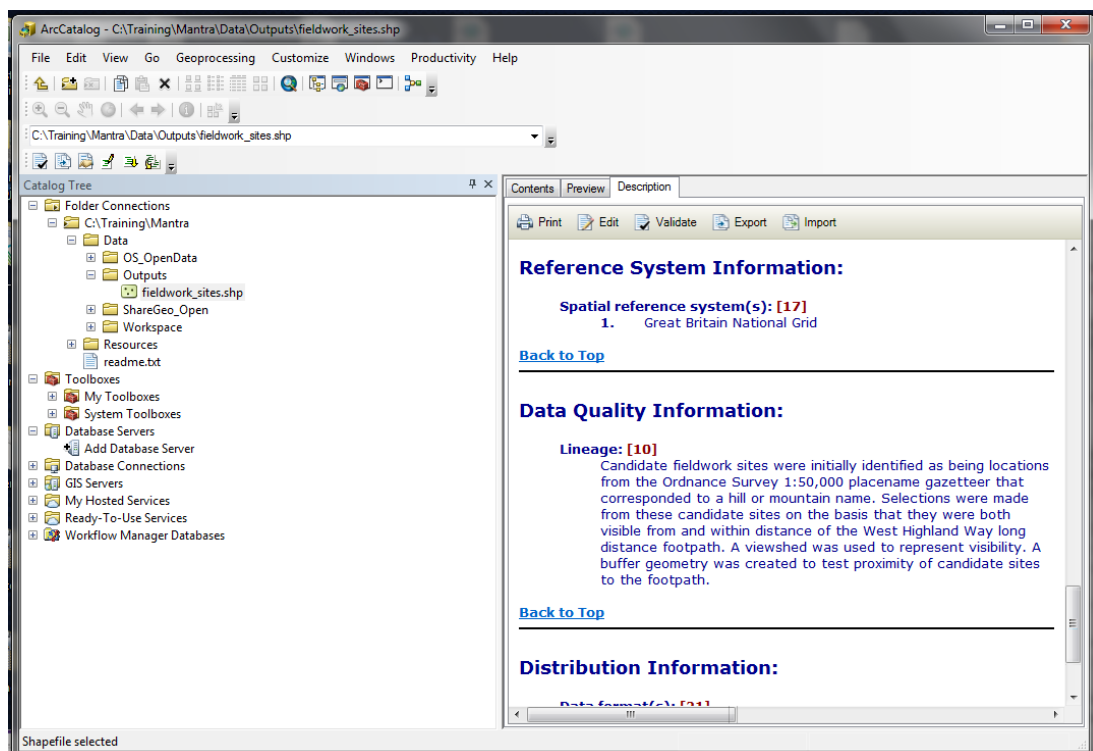 ArcCatalog - C:\Training\Mantra\Data\Outputs\fieldwork_sites.shp
File Edit View Go Geoprocessing Customize Windows Productivity Help
C:\Training\Mantra\Data\Outputs\fieldwork_sites.shp
Catalog Tree
Folder Connections
C:\Training\Mantra
Data
OS_OpenData
Outputs
fieldwork_sites.shp
ShareGeo_Open
Workspace
Resources
readme.txt
Toolboxes
My Toolboxes
System Toolboxes
Database Servers
Add Database Server
Database Connections
GIS Servers
My Hosted Services
Ready-To-Use Services
Workflow Manager Databases
Contents Preview Description
Print Edit Validate Export Import
Reference System Information:
Spatial reference system(s): [17]
1. Great Britain National Grid
Back to Top
Data Quality Information:
Lineage: [10]
Candidate fieldwork sites were initially identified as being locations
from the Ordnance Survey 1:50,000 placename gazetteer that
corresponded to a hill or mountain name. Selections were made
from these candidate sites on the basis that they were both
visible from and within distance of the West Highland Way long
distance footpath. A viewshed was used to represent visibility. A
buffer geometry was created to test proximity of candidate sites
to the footpath.
Back to Top
Distribution Information:
Data format(s): [21]
Shapefile selected